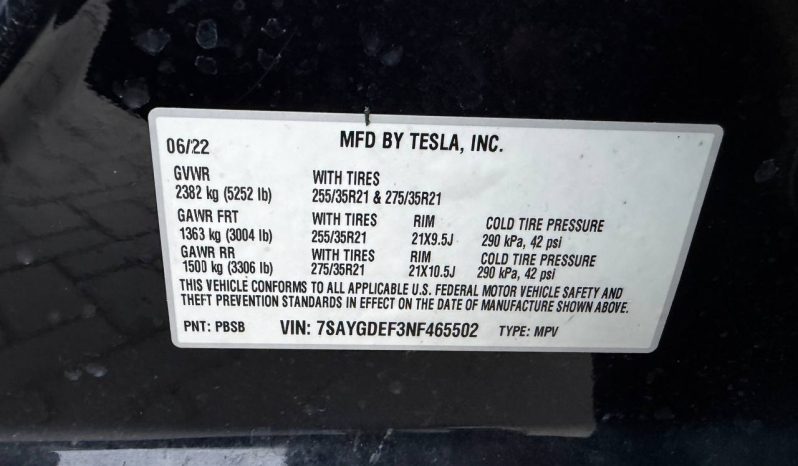 06/22 MFD BY TESLA, INC.
GVWR WITH TIRES
2382 kg (5252 lb) 255/35R21 & 275/35R21
GAWR FRT WITH TIRES RIM COLD TIRE PRESSURE
1363 kg (3004 lb) 255/35R21 21X9.5J 290 kPa, 42 psi
GAWR RR WITH TIRES RIM COLD TIRE PRESSURE
1500 kg (3306 lb) 275/35R21 21X10.5J 290 kPa, 42 psi
THIS VEHICLE CONFORMS TO ALL APPLICABLE U.S. FEDERAL MOTOR VEHICLE SAFETY AND
THEFT PREVENTION STANDARDS IN EFFECT ON THE DATE OF MANUFACTURE SHOWN ABOVE.
PNT: PBSB VIN: 7SAYGDEF3NF465502 TYPE: MPV